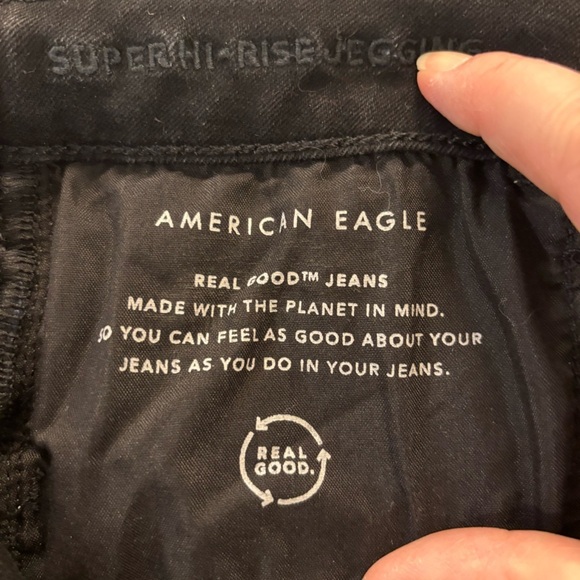 SUPER HI-RISE JEGGING
AMERICAN EAGLE
REAL GOOD™ JEANS
MADE WITH THE PLANET IN MIND.
SO YOU CAN FEEL AS GOOD ABOUT YOUR
JEANS AS YOU DO IN YOUR JEANS.
REAL
GOOD.